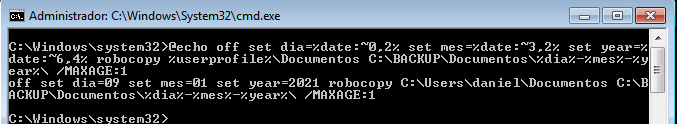 Administrador: C:\Windows\System32\cmd.exe
C:\Windows\system32>@echo off set dia=%date:~0,2% set mes=%date:~3,2% set year=%
date:~6,4% robocopy %userprofile%\Documentos C:\BACKUP\Documentos\%dia%-%mes%-%y
ear%\ /MAXAGE:1
off set dia=09 set mes=01 set year=2021 robocopy C:\Users\daniel\Documentos C:\B
ACKUP\Documentos\%dia%-%mes%-%year%\ /MAXAGE:1
C:\Windows\system32>